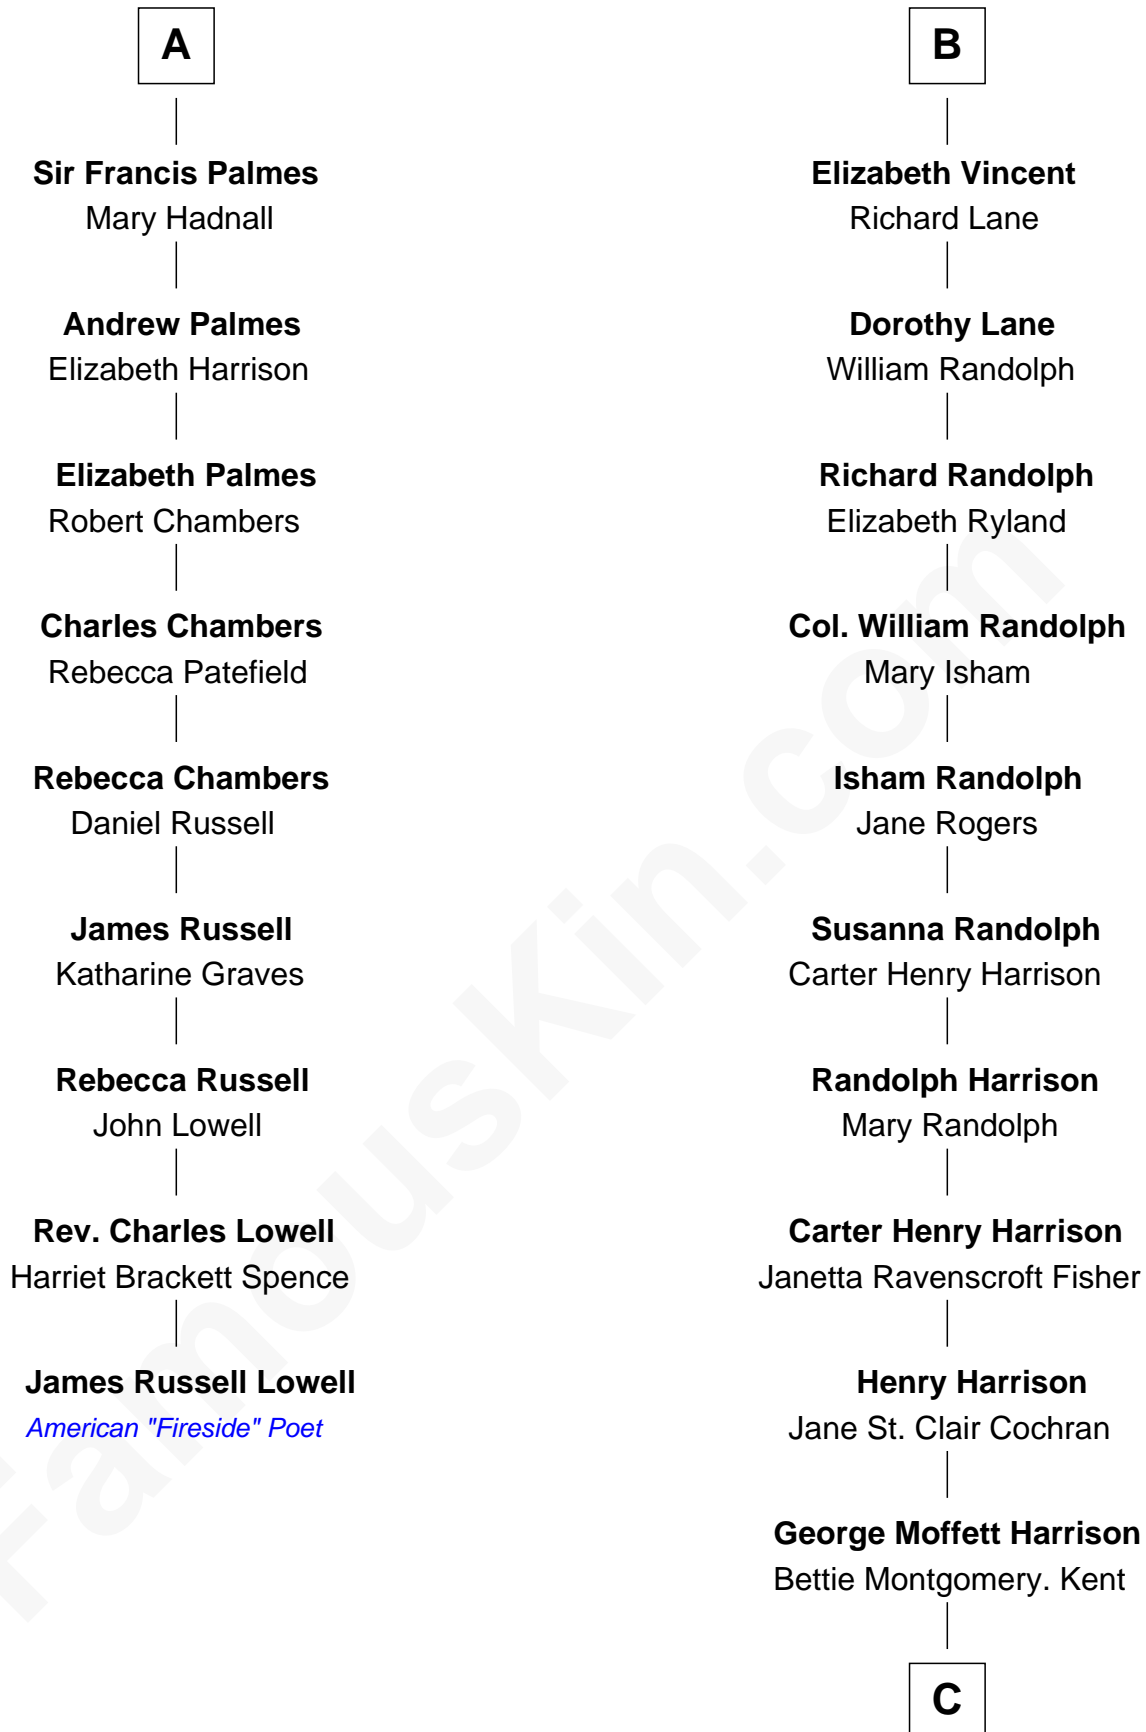 A
Sir Francis Palmes
Mary Hadnall
Andrew Palmes
Elizabeth Harrison
Elizabeth Palmes
Robert Chambers
Charles Chambers
Rebecca Patefield
Rebecca Chambers
Daniel Russell
James Russell
Katharine Graves
Rebecca Russell
John Lowell
Rev. Charles Lowell
Harriet Brackett Spence
James Russell Lowell
American "Fireside" Poet
B
Elizabeth Vincent
Richard Lane
Dorothy Lane
William Randolph
Richard Randolph
Elizabeth Ryland
Col. William Randolph
Mary Isham
Isham Randolph
Jane Rogers
Susanna Randolph
Carter Henry Harrison
Randolph Harrison
Mary Randolph
Carter Henry Harrison
Janetta Ravenscroft Fisher
Henry Harrison
Jane St. Clair Cochran
George Moffett Harrison
Bettie Montgomery. Kent
C
FamousKin.com